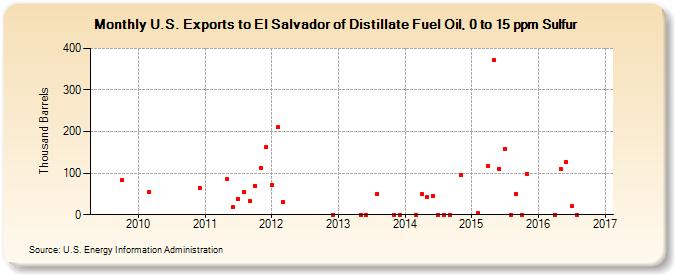 Monthly U.S. Exports to El Salvador of Distillate Fuel Oil, 0 to 15 ppm Sulfur
Thousand Barrels
400
300
200
100
0
2010 2011 2012 2013 2014 2015 2016 2017
Source: U.S. Energy Information Administration